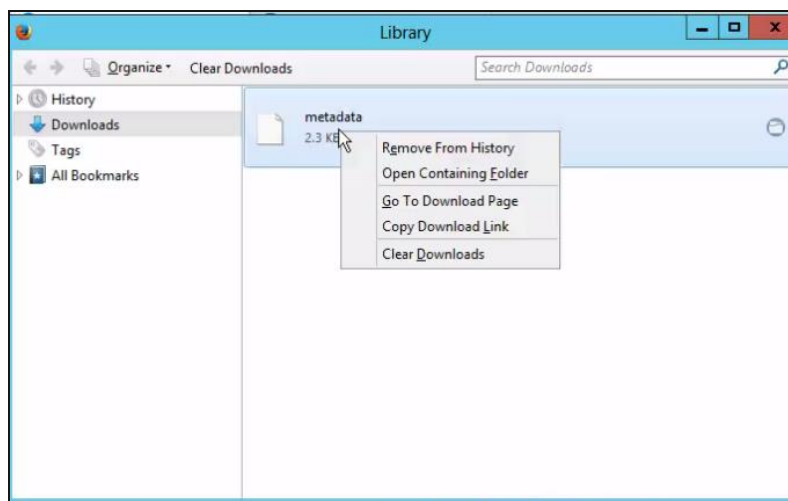 Library
Organize
Clear Downloads
Search Downloads
History
Downloads
Tags
All Bookmarks
metadata
2.3 KB
Remove From History
Open Containing Folder
Go To Download Page
Copy Download Link
Clear Downloads